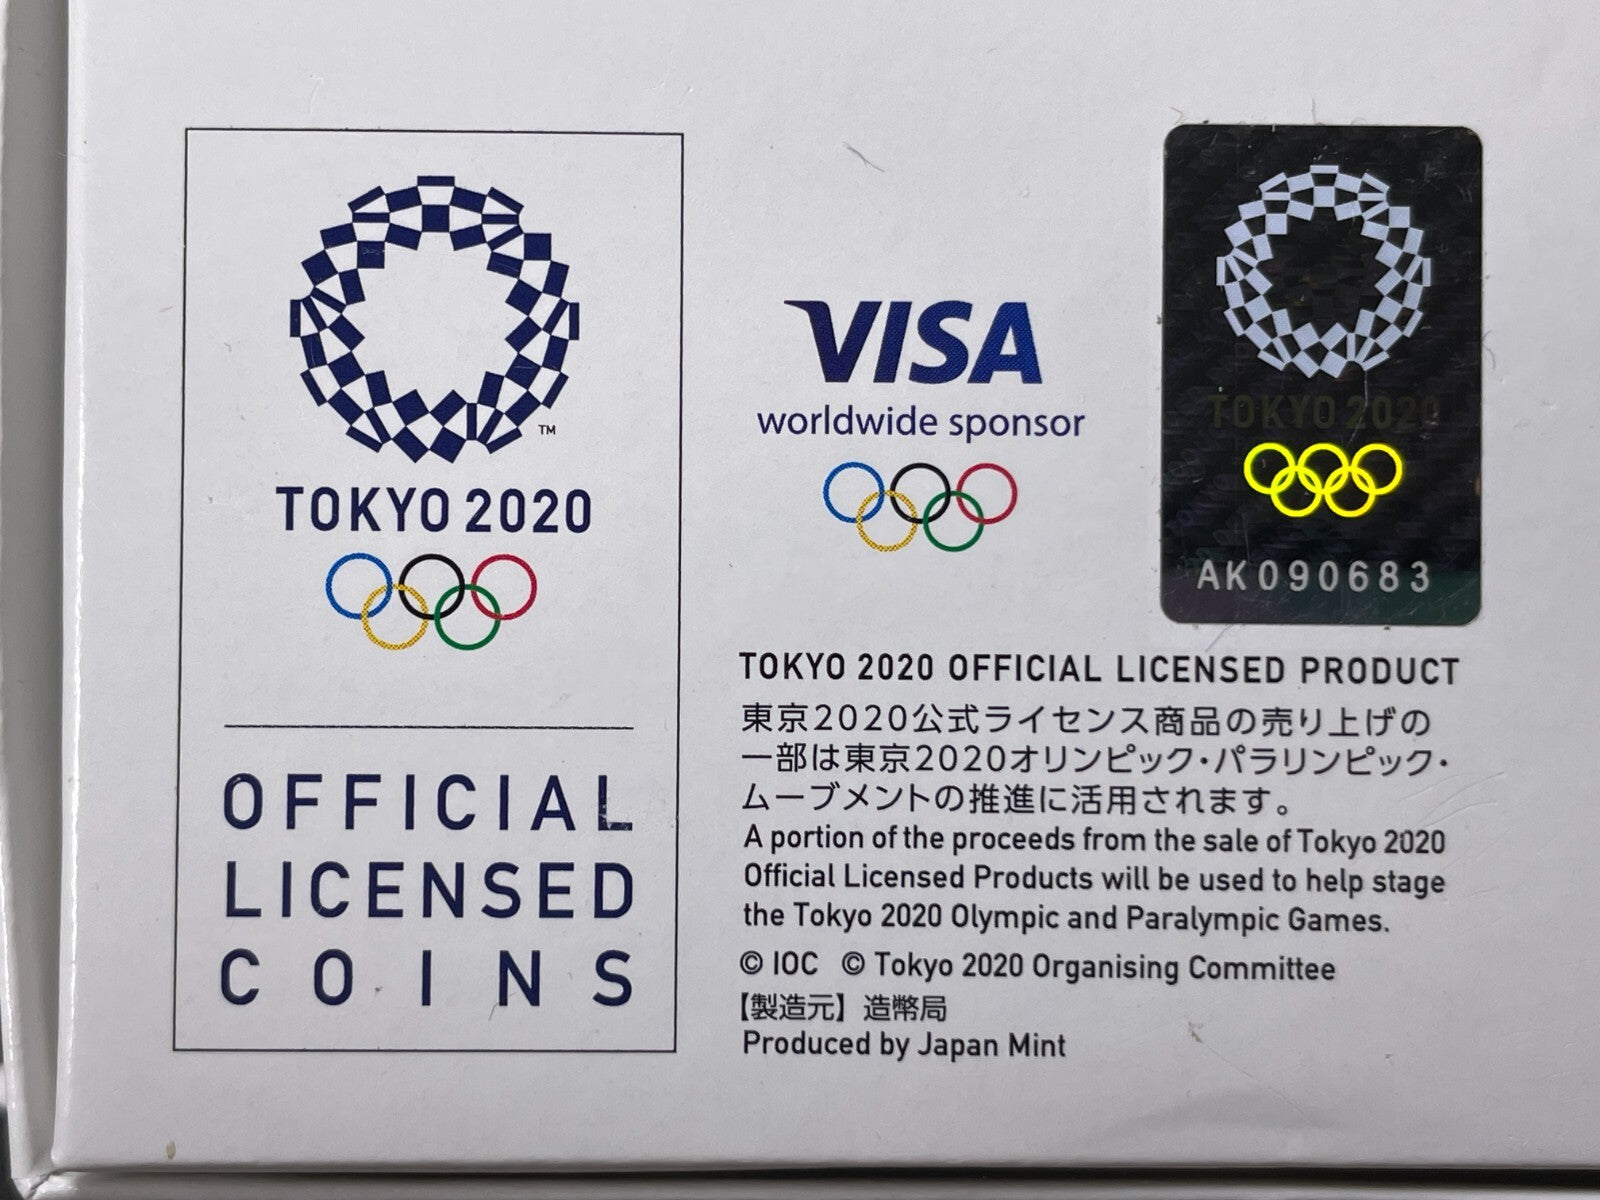 TM
TOKYO 2020
OFFICIAL
LICENSED
COINS
VISA
worldwide sponsor
TOKYO 2020
AK090683
TOKYO 2020 OFFICIAL LICENSED PRODUCT
東京2020公式ライセンス商品の売り上げの
一部は東京2020オリンピック・パラリンピック・
ムーブメントの推進に活用されます。
A portion of the proceeds from the sale of Tokyo 2020
Official Licensed Products will be used to help stage
the Tokyo 2020 Olympic and Paralympic Games.
© IOC © Tokyo 2020 Organising Committee
【製造元】造幣局
Produced by Japan Mint